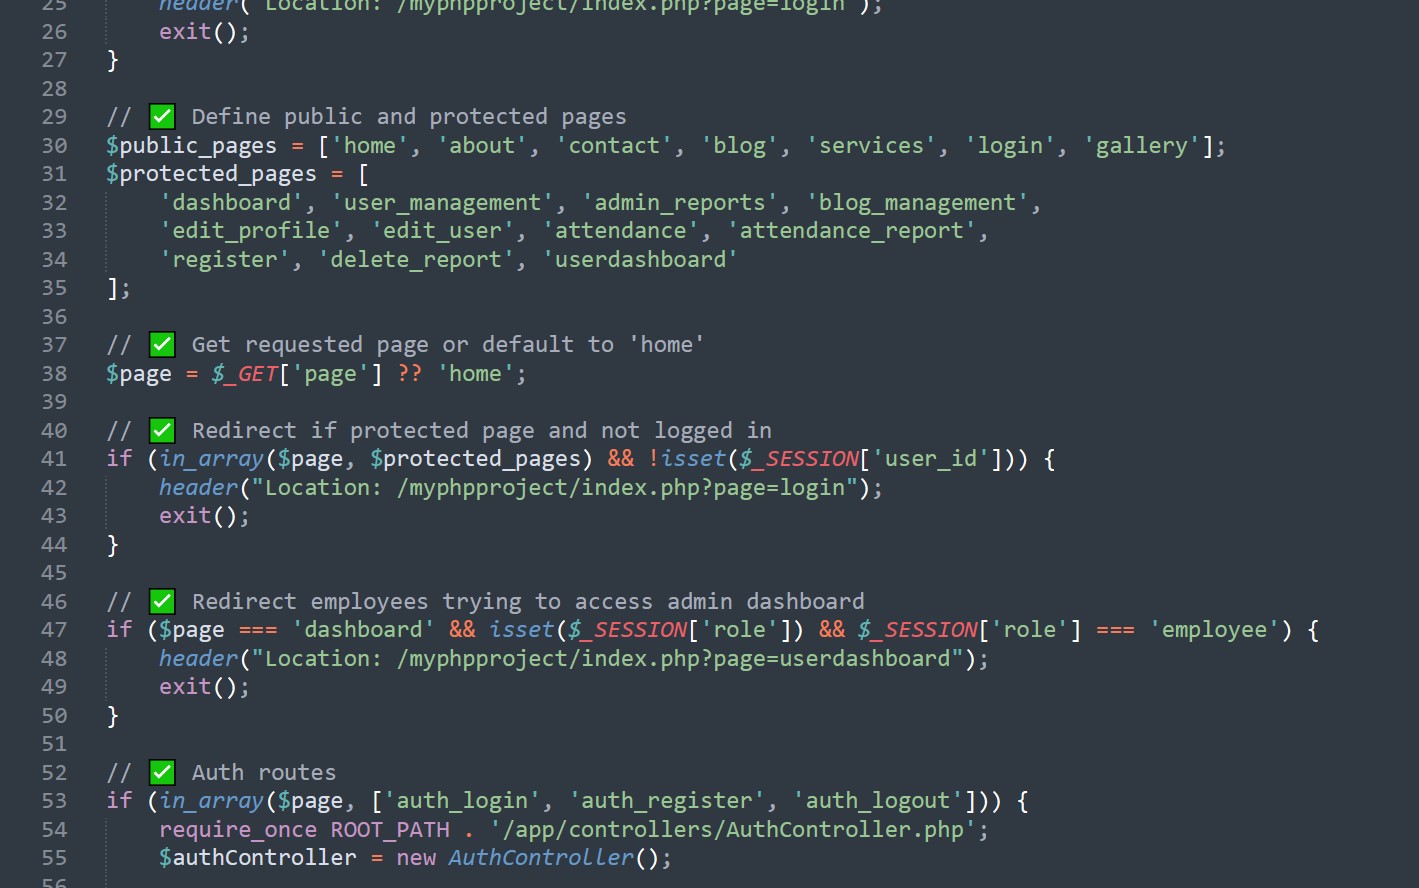 25 header("Location: /myphpproject/index.php?page=login");
26 exit();
27 }
28
29 // ✅ Define public and protected pages
30 $public_pages = ['home', 'about', 'contact', 'blog', 'services', 'login', 'gallery'];
31 $protected_pages = [
32 'dashboard', 'user_management', 'admin_reports', 'blog_management',
33 'edit_profile', 'edit_user', 'attendance', 'attendance_report',
34 'register', 'delete_report', 'userdashboard'
35 ];
36
37 // ✅ Get requested page or default to 'home'
38 $page = $_GET['page'] ?? 'home';
39
40 // ✅ Redirect if protected page and not logged in
41 if (in_array($page, $protected_pages) && !isset($_SESSION['user_id'])) {
42 header("Location: /myphpproject/index.php?page=login");
43 exit();
44 }
45
46 // ✅ Redirect employees trying to access admin dashboard
47 if ($page === 'dashboard' && isset($_SESSION['role']) && $_SESSION['role'] === 'employee') {
48 header("Location: /myphpproject/index.php?page=userdashboard");
49 exit();
50 }
51
52 // ✅ Auth routes
53 if (in_array($page, ['auth_login', 'auth_register', 'auth_logout'])) {
54 require_once ROOT_PATH . '/app/controllers/AuthController.php';
55 $authController = new AuthController();
56